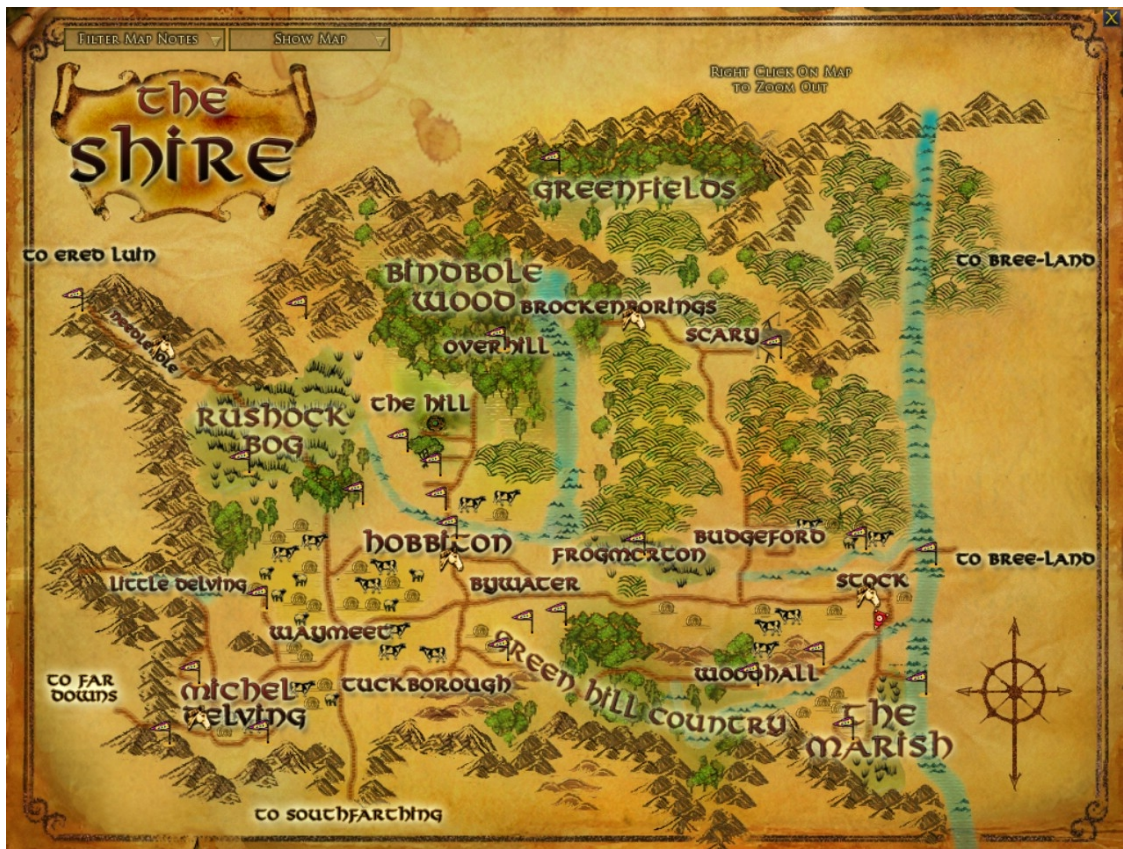 Filter Map Notes
Show Map
Right Click On Map
to Zoom Out
The
Shire
Greenfields
To Ered Luin
To Bree-land
Bindbole
Wood
Brockenborings
Needlehole
Scary
Overhill
The Hill
Rushock
Bog
Hobbiton
Budgeford
Frogmorton
To Bree-land
Little Delving
Bywater
Stock
Waymeet
Green Hill Country
Woodhall
To Far
Downs
Michel
Delving
Tuckborough
The
Marish
To Southfarthing